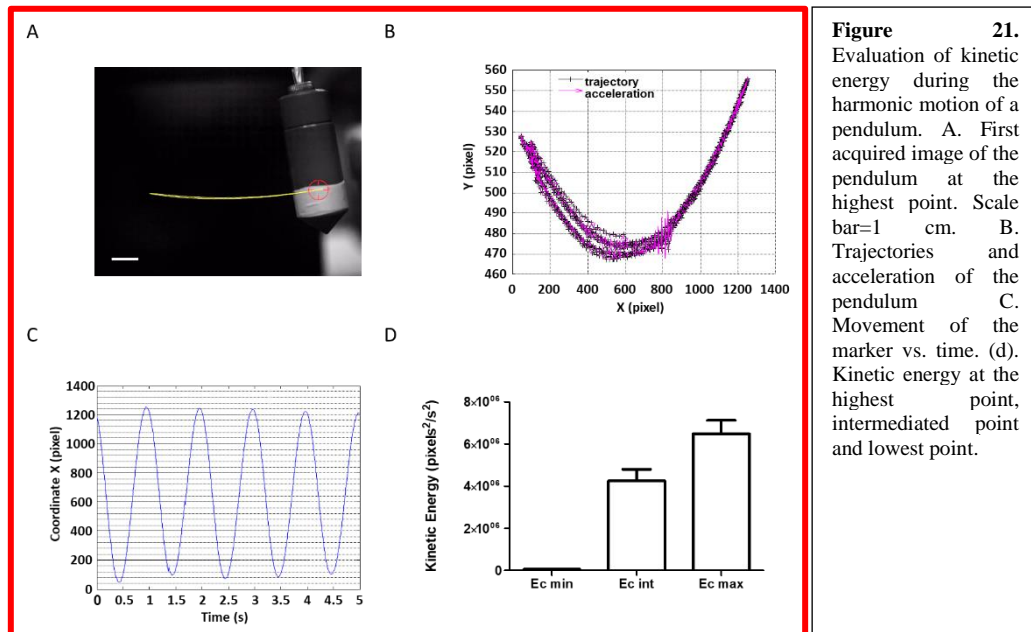 A
B
560
550
540
530
520
510
500
490
480
470
460
Y (pixel)
trajectory
acceleration
0 200 400 600 800 1000 1200 1400
X (pixel)
C
D
1400
1200
1000
800
600
400
200
0
Coordinate X (pixel)
0 0.5 1 1.5 2 2.5 3 3.5 4 4.5 5
Time (s)
8×10⁰⁶
6×10⁰⁶
4×10⁰⁶
2×10⁰⁶
0
Kinetic Energy (pixels²/s²)
Ec min Ec int Ec max
Figure 21.
Evaluation of kinetic
energy during the
harmonic motion of a
pendulum. A. First
acquired image of the
pendulum at the
highest point. Scale
bar=1 cm. B.
Trajectories and
acceleration of the
pendulum C.
Movement of the
marker vs. time. (d).
Kinetic energy at the
highest point,
intermediated point
and lowest point.